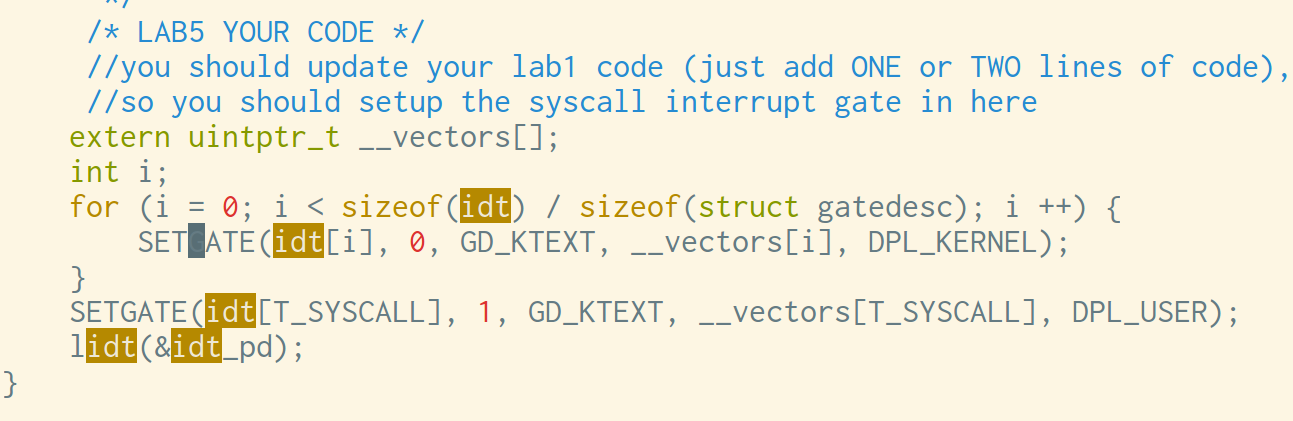 */
/* LAB5 YOUR CODE */
//you should update your lab1 code (just add ONE or TWO lines of code),
//so you should setup the syscall interrupt gate in here
extern uintptr_t __vectors[];
int i;
for (i = 0; i < sizeof(idt) / sizeof(struct gatedesc); i ++) {
SETGATE(idt[i], 0, GD_KTEXT, __vectors[i], DPL_KERNEL);
}
SETGATE(idt[T_SYSCALL], 1, GD_KTEXT, __vectors[T_SYSCALL], DPL_USER);
lidt(&idt_pd);
}